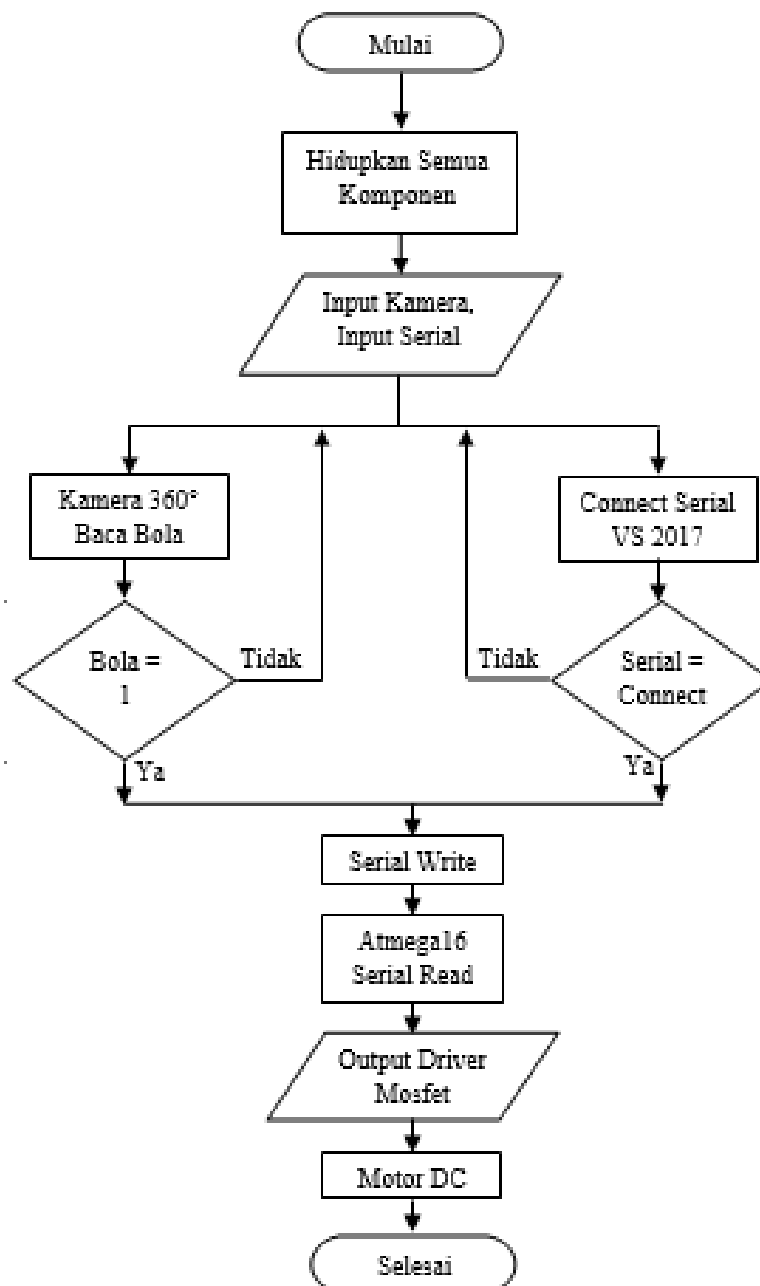 Mulai
Hidupkan Semua
Komponen
Input Kamera,
Input Serial
Kamera 360°
Baca Bola
Connect Serial
VS 2017
Bola =
1
Tidak
Tidak
Serial =
Connect
Ya
Ya
Serial Write
Atmega16
Serial Read
Output Driver
Mosfet
Motor DC
Selesai